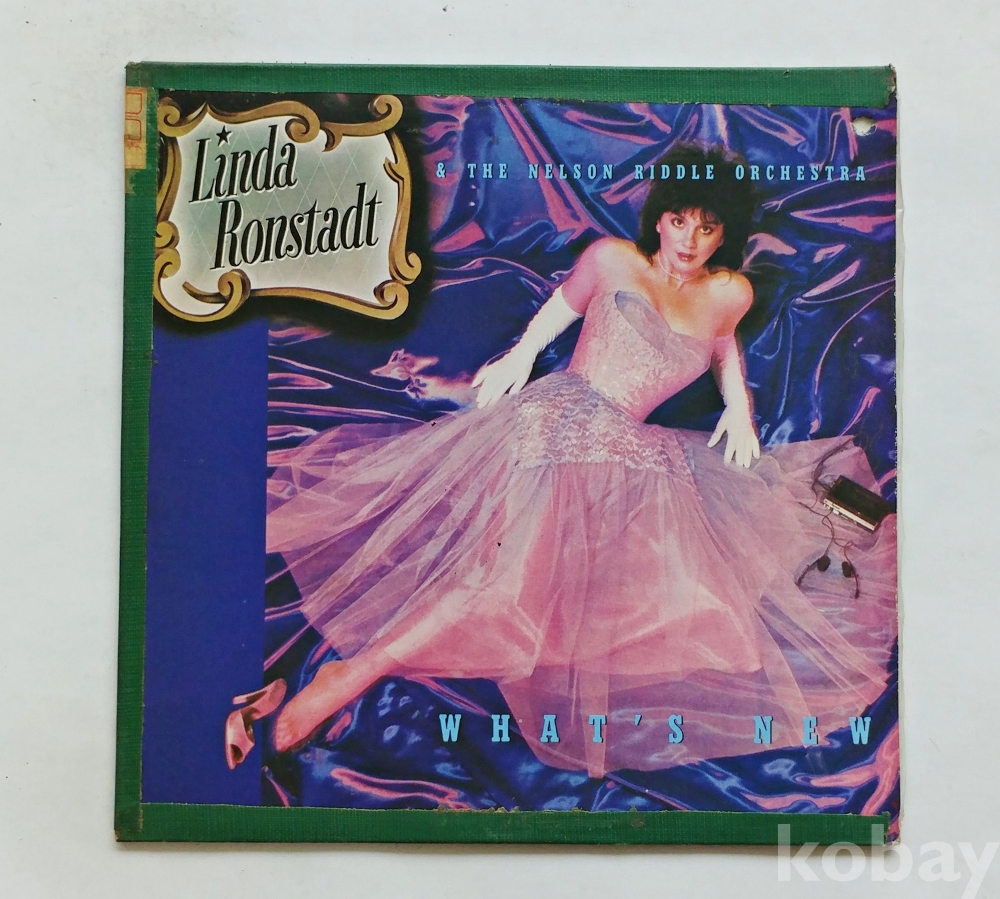 Linda
Ronstadt
& THE NELSON RIDDLE ORCHESTRA
WHAT'S NEW
kobay